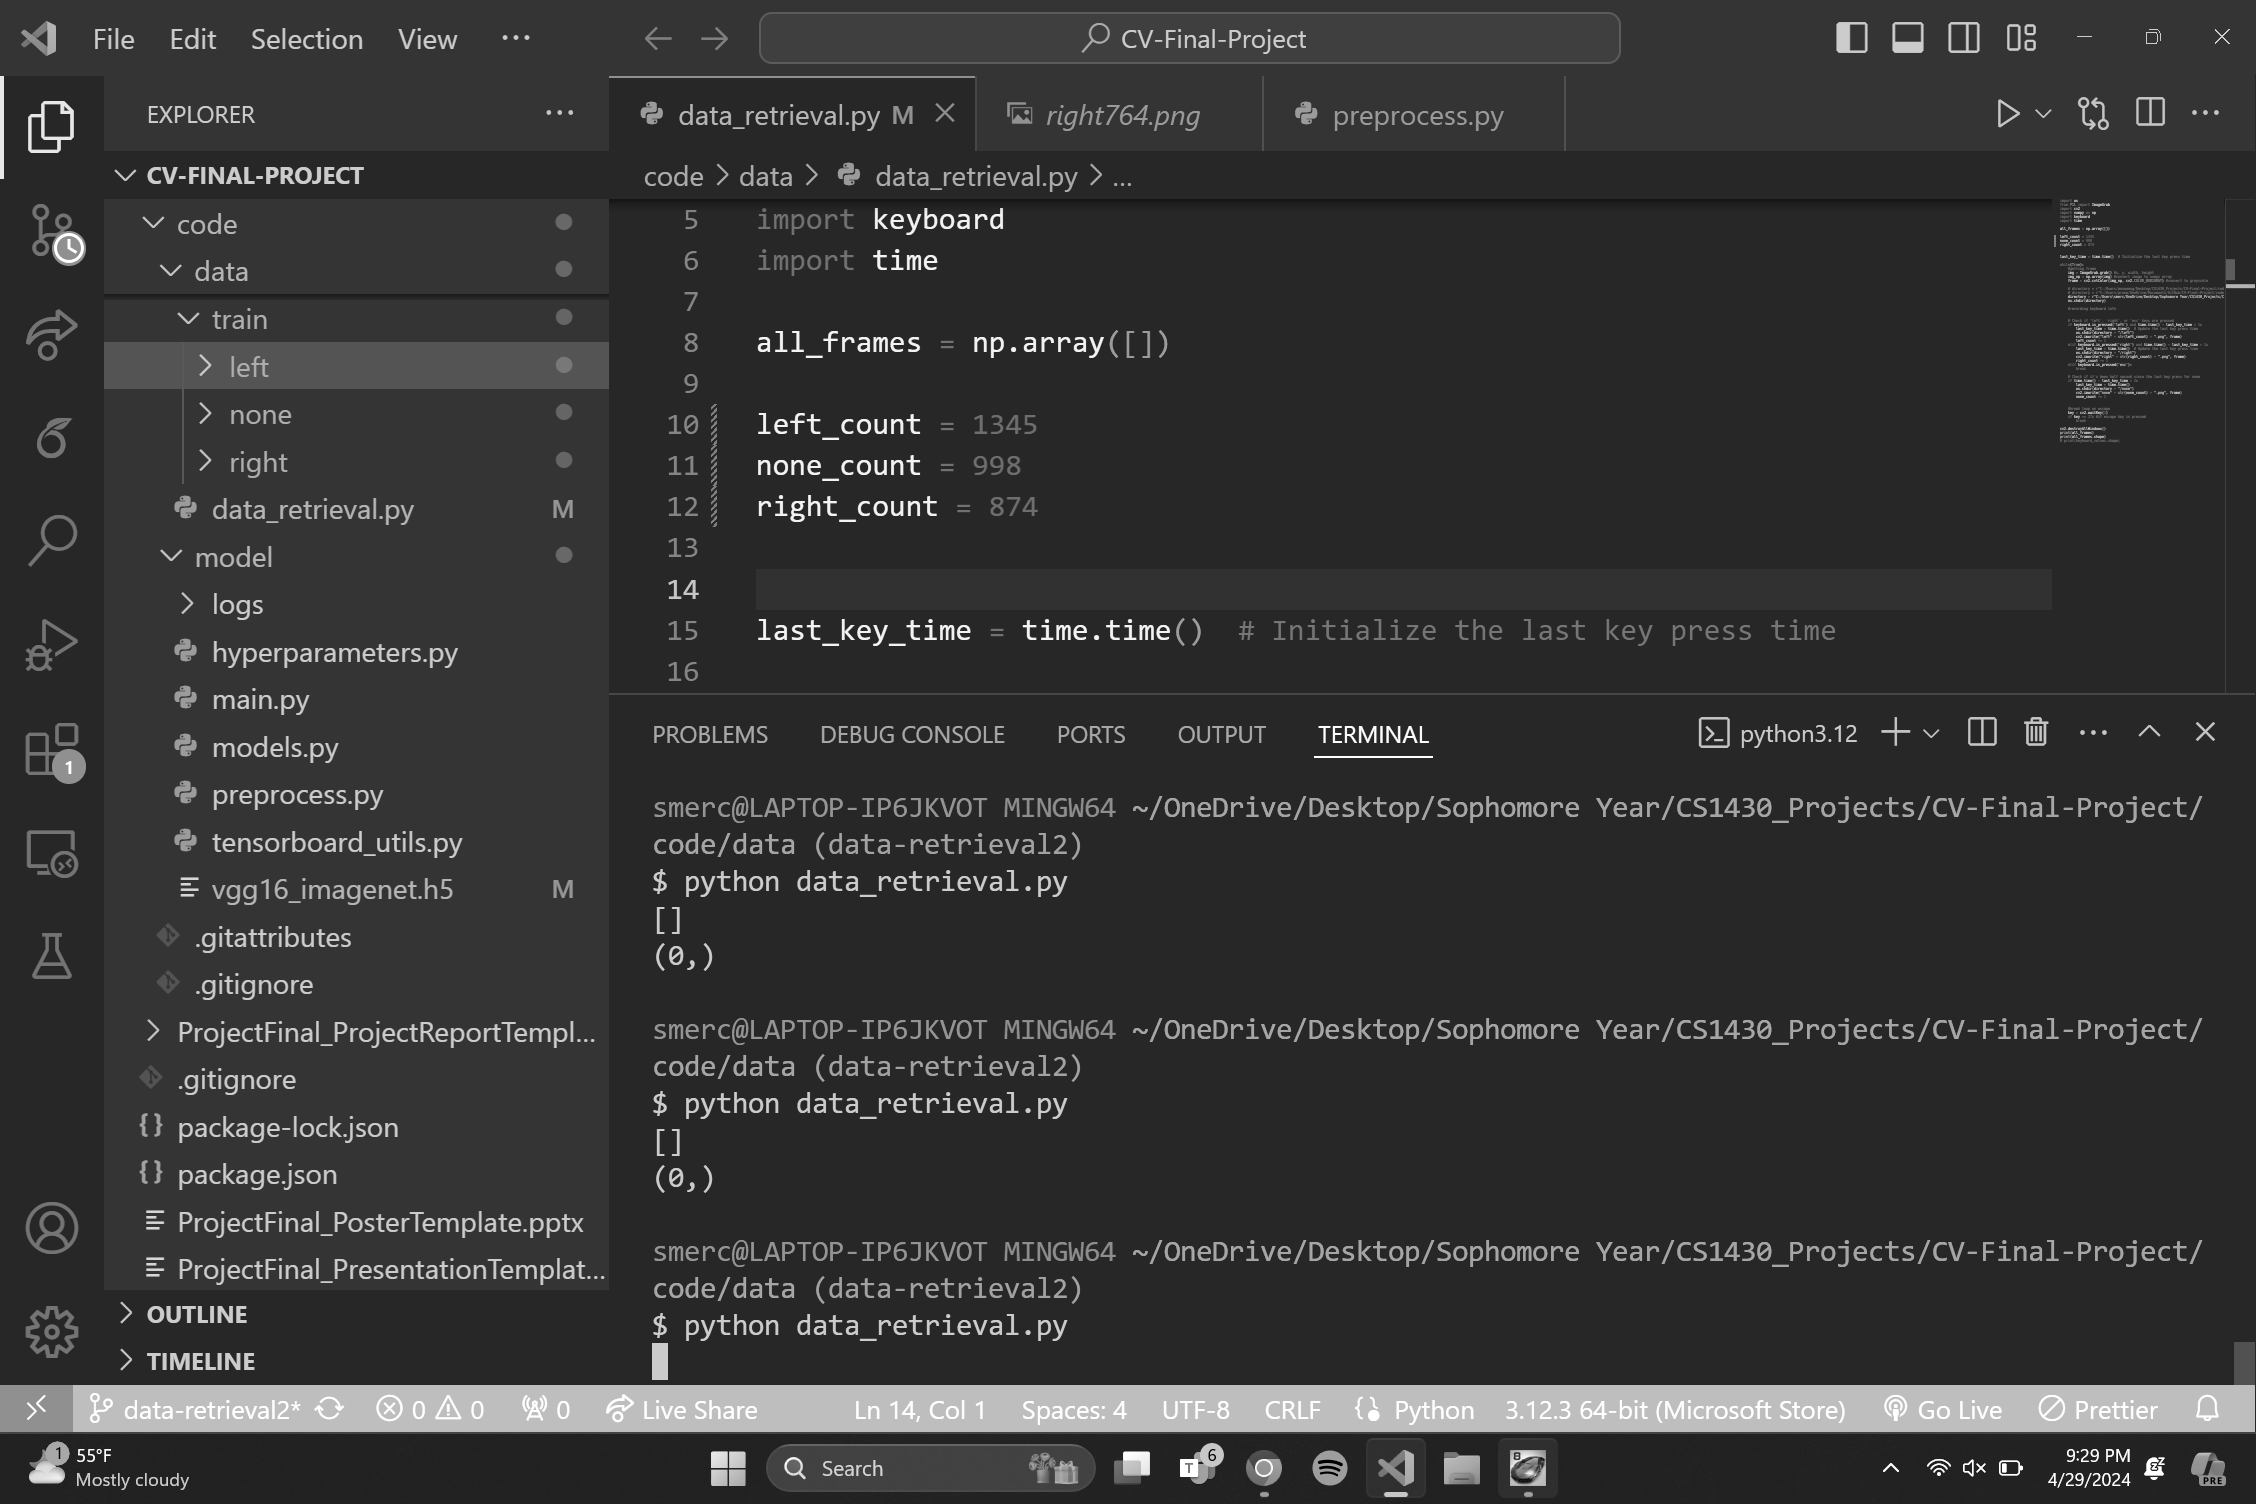 File Edit Selection View ...
CV-Final-Project
EXPLORER
CV-FINAL-PROJECT
code
data
train
left
none
right
data_retrieval.py M
model
logs
hyperparameters.py
main.py
models.py
preprocess.py
tensorboard_utils.py
vgg16_imagenet.h5 M
.gitattributes
.gitignore
ProjectFinal_ProjectReportTempl...
.gitignore
package-lock.json
package.json
ProjectFinal_PosterTemplate.pptx
ProjectFinal_PresentationTemplat...
OUTLINE
TIMELINE
1
data_retrieval.py M
right764.png
preprocess.py
code > data > data_retrieval.py > ...
5 import keyboard
6 import time
7
8 all_frames = np.array([])
9
10 left_count = 1345
11 none_count = 998
12 right_count = 874
13
14
15 last_key_time = time.time() # Initialize the last key press time
16
PROBLEMS DEBUG CONSOLE PORTS OUTPUT TERMINAL
python3.12
smerc@LAPTOP-IP6JKVOT MINGW64 ~/OneDrive/Desktop/Sophomore Year/CS1430_Projects/CV-Final-Project/
code/data (data-retrieval2)
$ python data_retrieval.py
[]
(0,)
smerc@LAPTOP-IP6JKVOT MINGW64 ~/OneDrive/Desktop/Sophomore Year/CS1430_Projects/CV-Final-Project/
code/data (data-retrieval2)
$ python data_retrieval.py
[]
(0,)
smerc@LAPTOP-IP6JKVOT MINGW64 ~/OneDrive/Desktop/Sophomore Year/CS1430_Projects/CV-Final-Project/
code/data (data-retrieval2)
$ python data_retrieval.py
data-retrieval2* 0 0 0 Live Share Ln 14, Col 1 Spaces: 4 UTF-8 CRLF Python 3.12.3 64-bit (Microsoft Store) Go Live Prettier
1 55°F
Mostly cloudy
Search
T 6
8
9:29 PM
4/29/2024
PRE